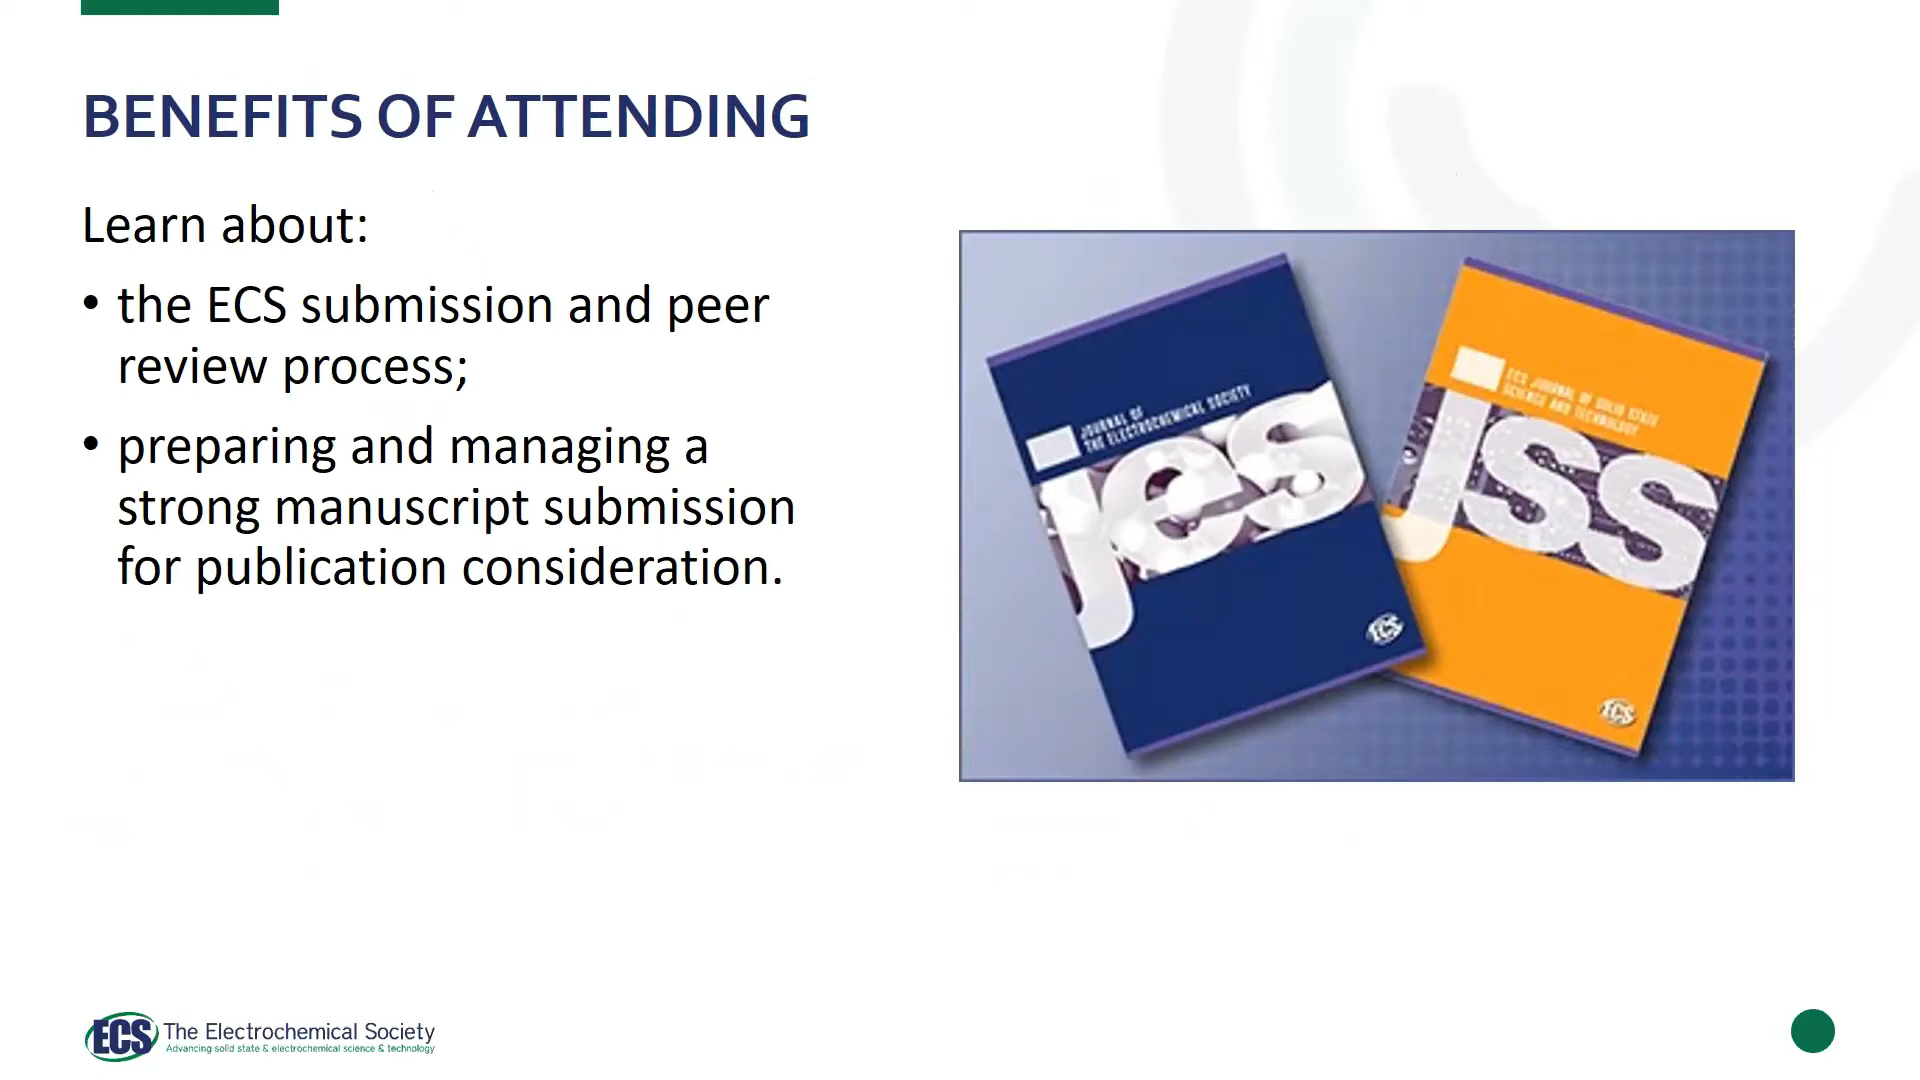 BENEFITS OF ATTENDING
Learn about:
• the ECS submission and peer
review process;
• preparing and managing a
strong manuscript submission
for publication consideration.
JOURNAL OF
THE ELECTROCHEMICAL SOCIETY
jes
ECS
ECS JOURNAL OF SOLID STATE
SCIENCE AND TECHNOLOGY
jss
ECS
ECS The Electrochemical Society
Advancing solid state & electrochemical science & technology